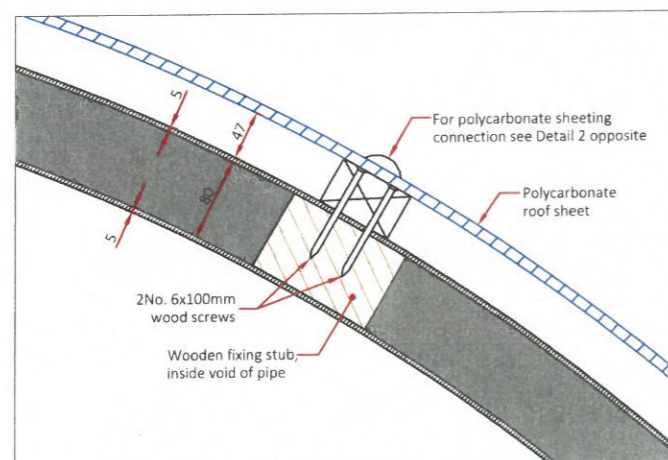 5
47
80
5
For polycarbonate sheeting
connection see Detail 2 opposite
Polycarbonate
roof sheet
2No. 6x100mm
wood screws
Wooden fixing stub,
inside void of pipe